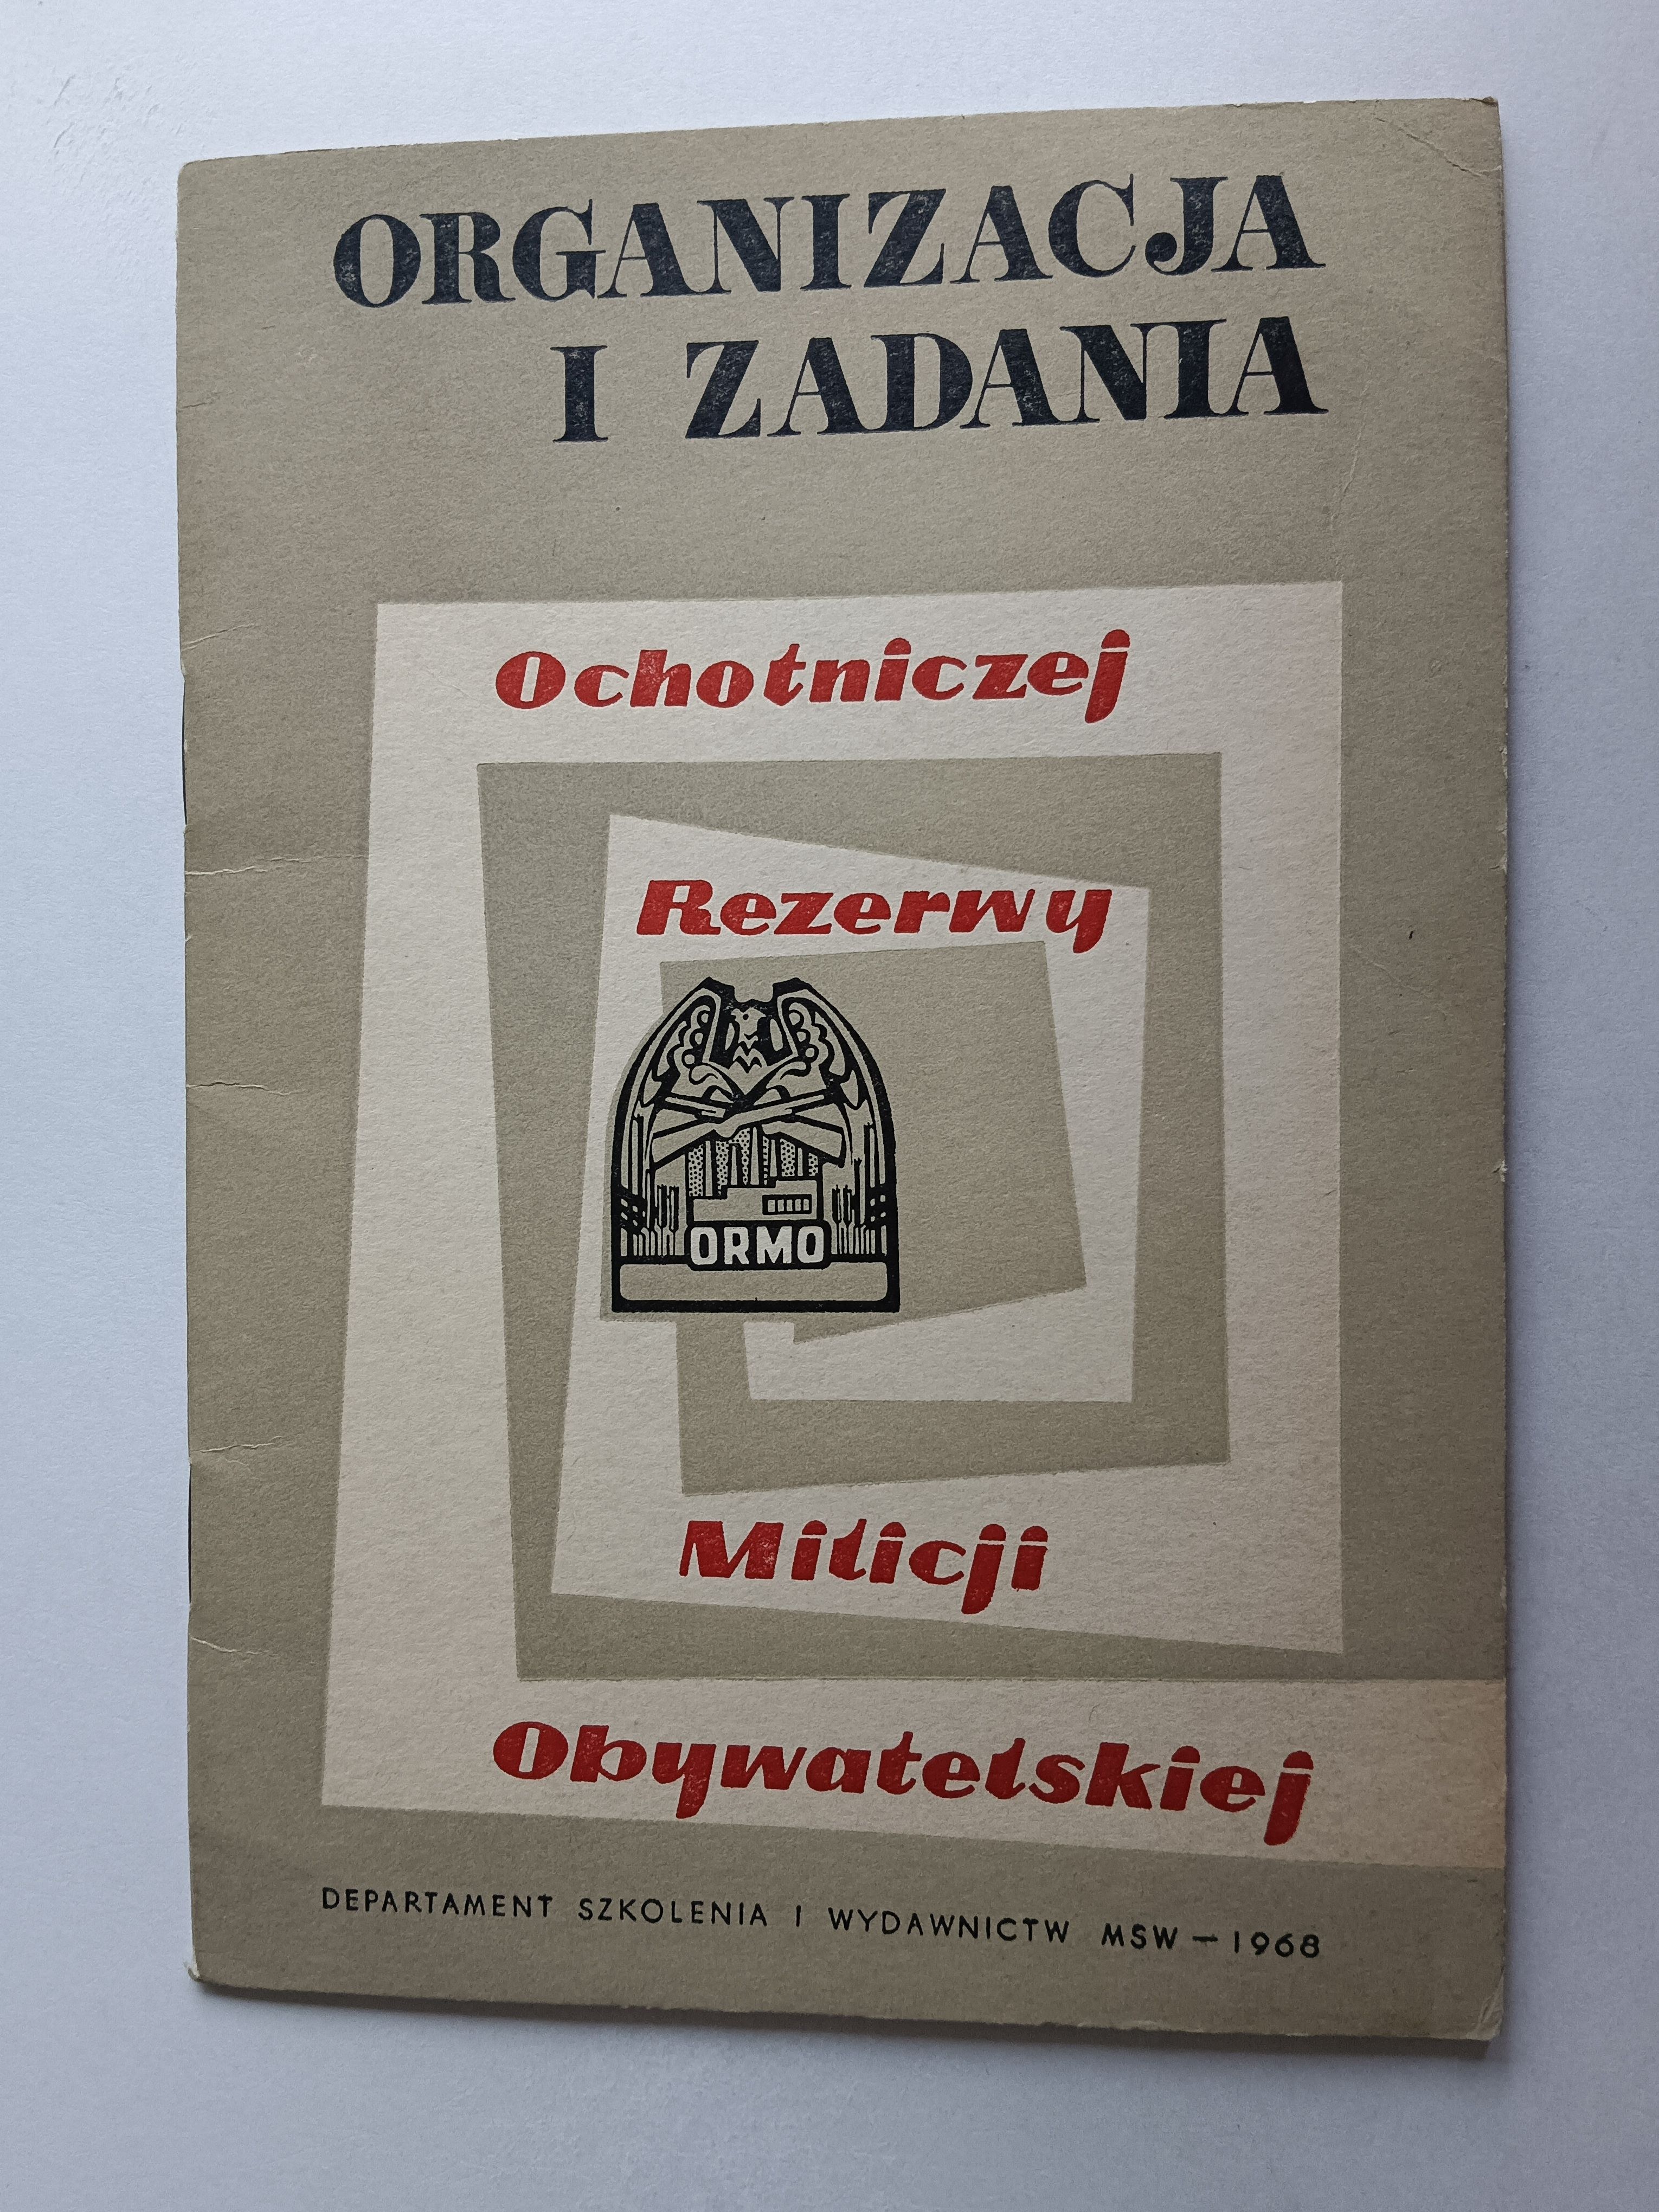 ORGANIZACJA
I ZADANIA
Ochotniczej
Rezerwy
ORMO
Milicji
Obywatelskiej
DEPARTAMENT SZKOLENIA I WYDAWNICTW MSW — 1968